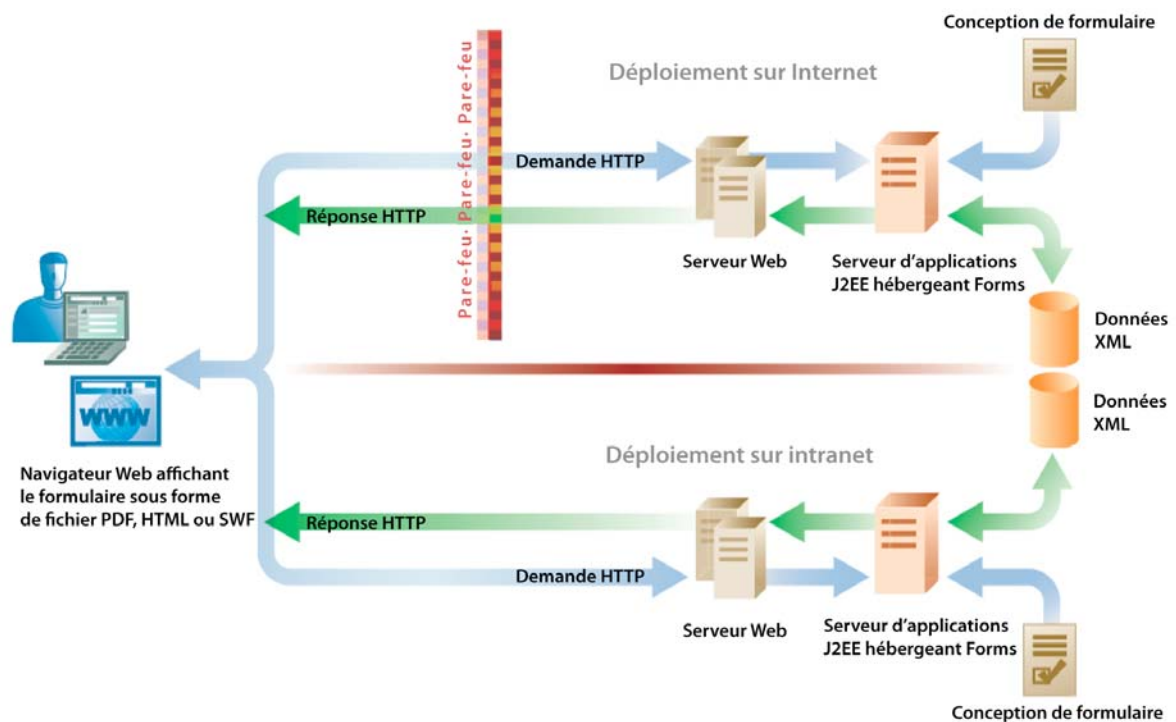 Conception de formulaire
Déploiement sur Internet
Pare-feu· Pare-feu· Pare-feu
Demande HTTP
Réponse HTTP
Serveur Web
Serveur d'applications
J2EE hébergeant Forms
Données
XML
Données
XML
WWW
Navigateur Web affichant
le formulaire sous forme
de fichier PDF, HTML ou SWF
Déploiement sur intranet
Réponse HTTP
Demande HTTP
Serveur Web
Serveur d'applications
J2EE hébergeant Forms
Conception de formulaire